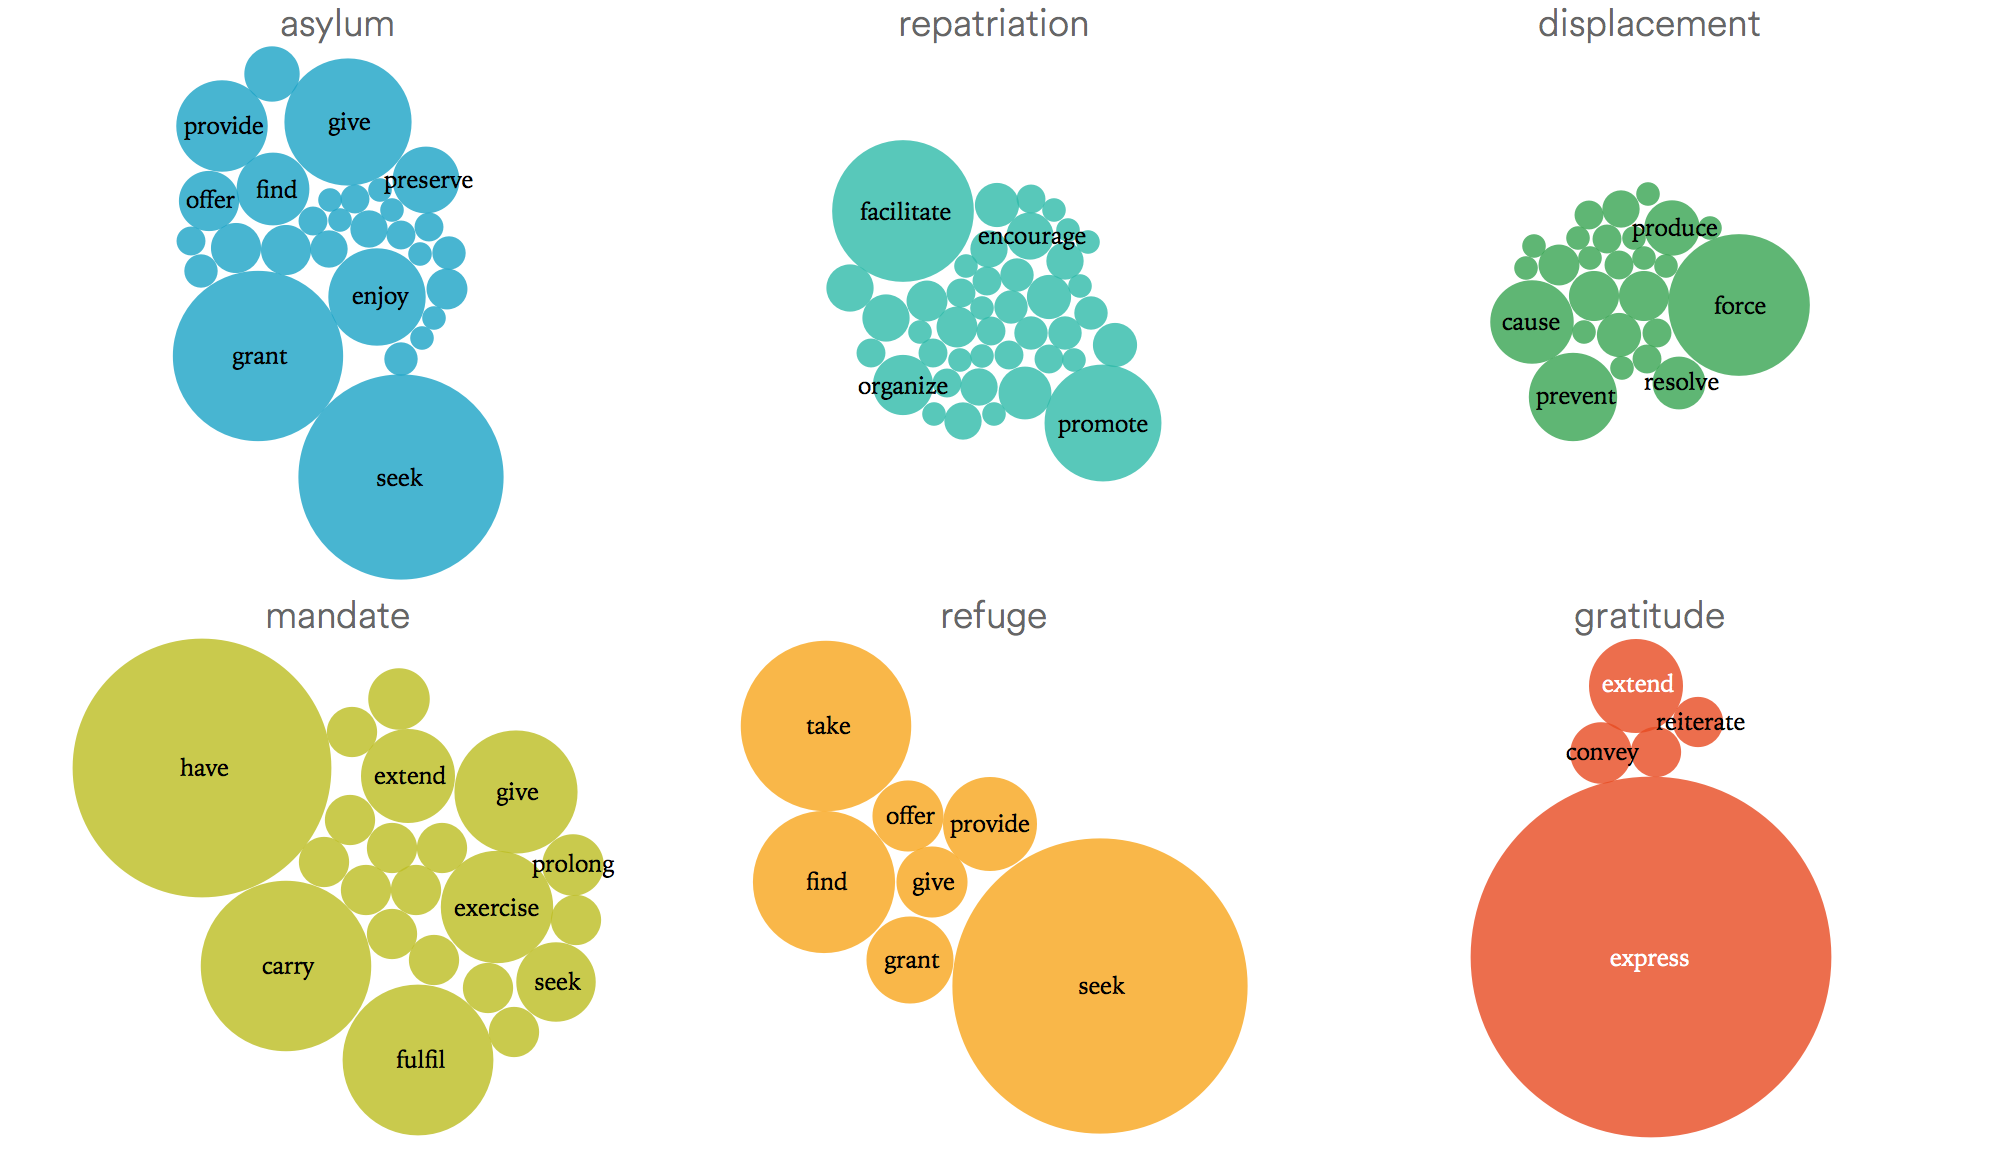 asylum
provide
give
preserve
find
offer
enjoy
grant
seek
repatriation
facilitate
encourage
organize
promote
displacement
produce
force
cause
resolve
prevent
mandate
have
extend
give
prolong
exercise
carry
seek
fulfil
refuge
take
offer
provide
find
give
grant
seek
gratitude
extend
reiterate
convey
express